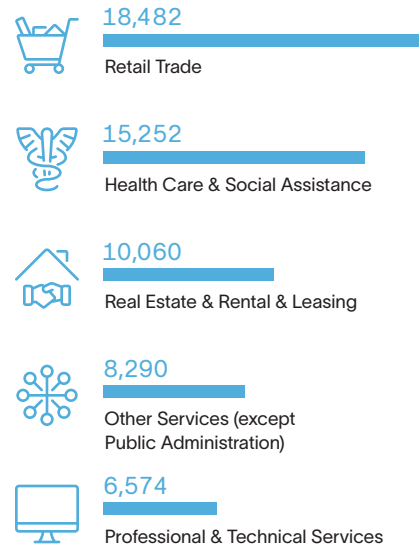 18,482
Retail Trade
15,252
Health Care & Social Assistance
10,060
Real Estate & Rental & Leasing
8,290
Other Services (except
Public Administration)
6,574
Professional & Technical Services